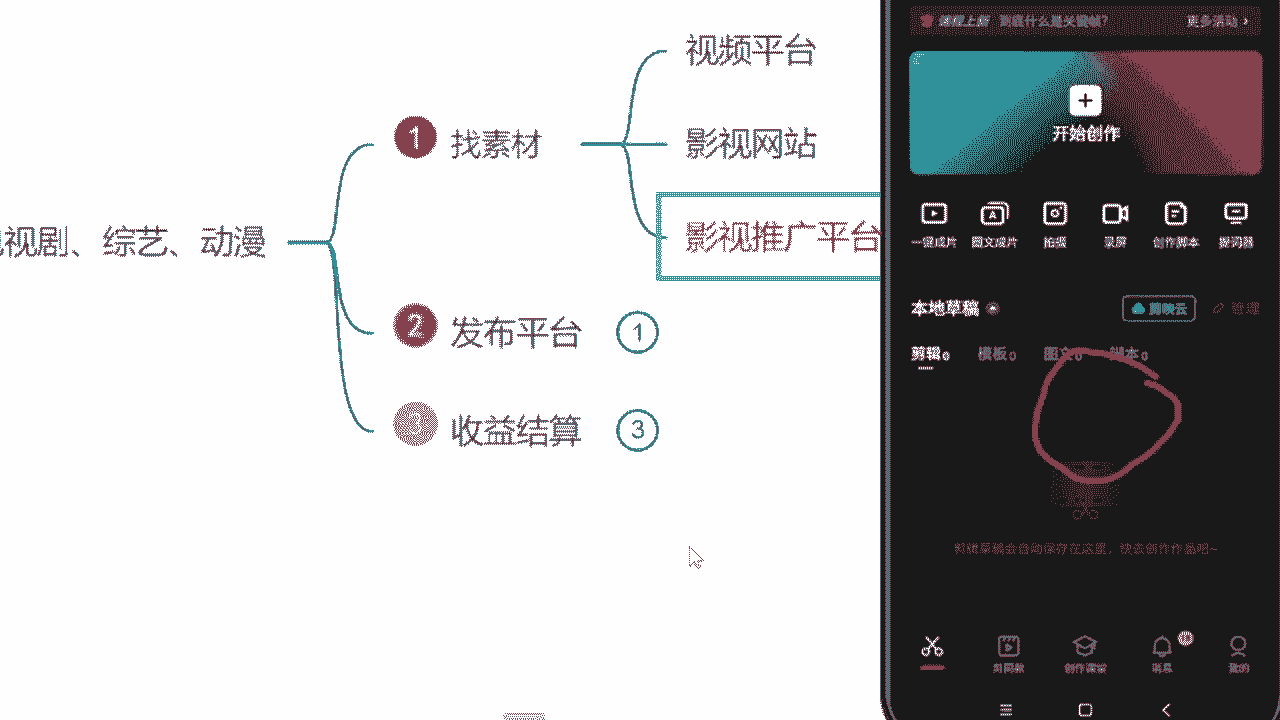 视频平台
1 找素材
影视网站
视剧、综艺、动漫
影视推广平台
2 发布平台 1
3 收益结算 3
课程上新 到底什么是关键帧? 更多活动 >
开始创作
一键成片 图文成片 拍摄 录屏 创作脚本 提词器
本地草稿 剪映云 管理
剪辑0 模板0 图文0 脚本0
剪辑草稿会自动保存在这里,快去创作作品吧~
剪同款 创作课堂 消息 我的